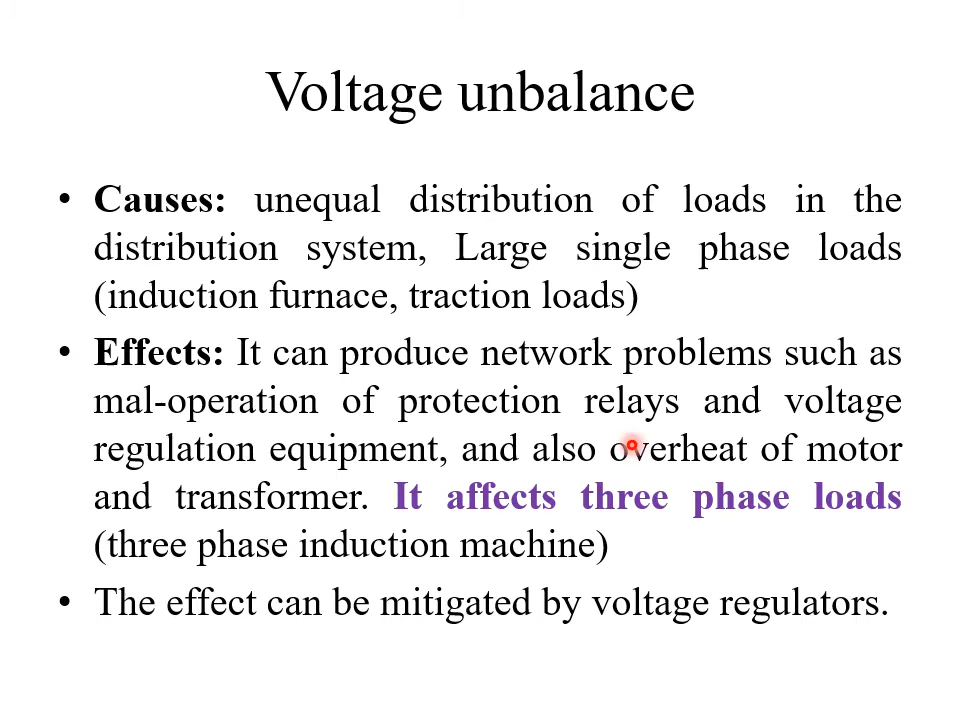 Voltage unbalance
• Causes: unequal distribution of loads in the
distribution system, Large single phase loads
(induction furnace, traction loads)
• Effects: It can produce network problems such as
mal-operation of protection relays and voltage
regulation equipment, and also overheat of motor
and transformer. It affects three phase loads
(three phase induction machine)
• The effect can be mitigated by voltage regulators.